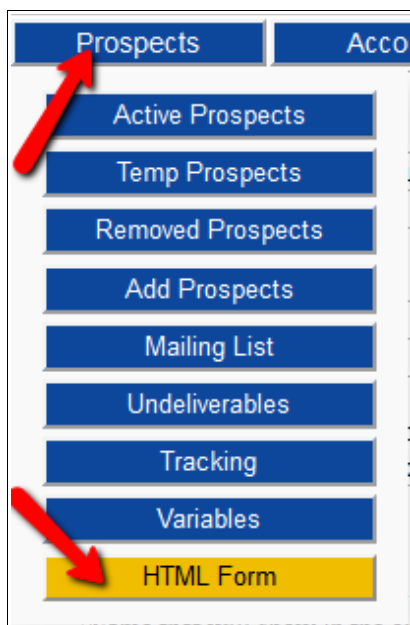 Prospects
Acco
Active Prospects
Temp Prospects
Removed Prospects
Add Prospects
Mailing List
Undeliverables
Tracking
Variables
HTML Form